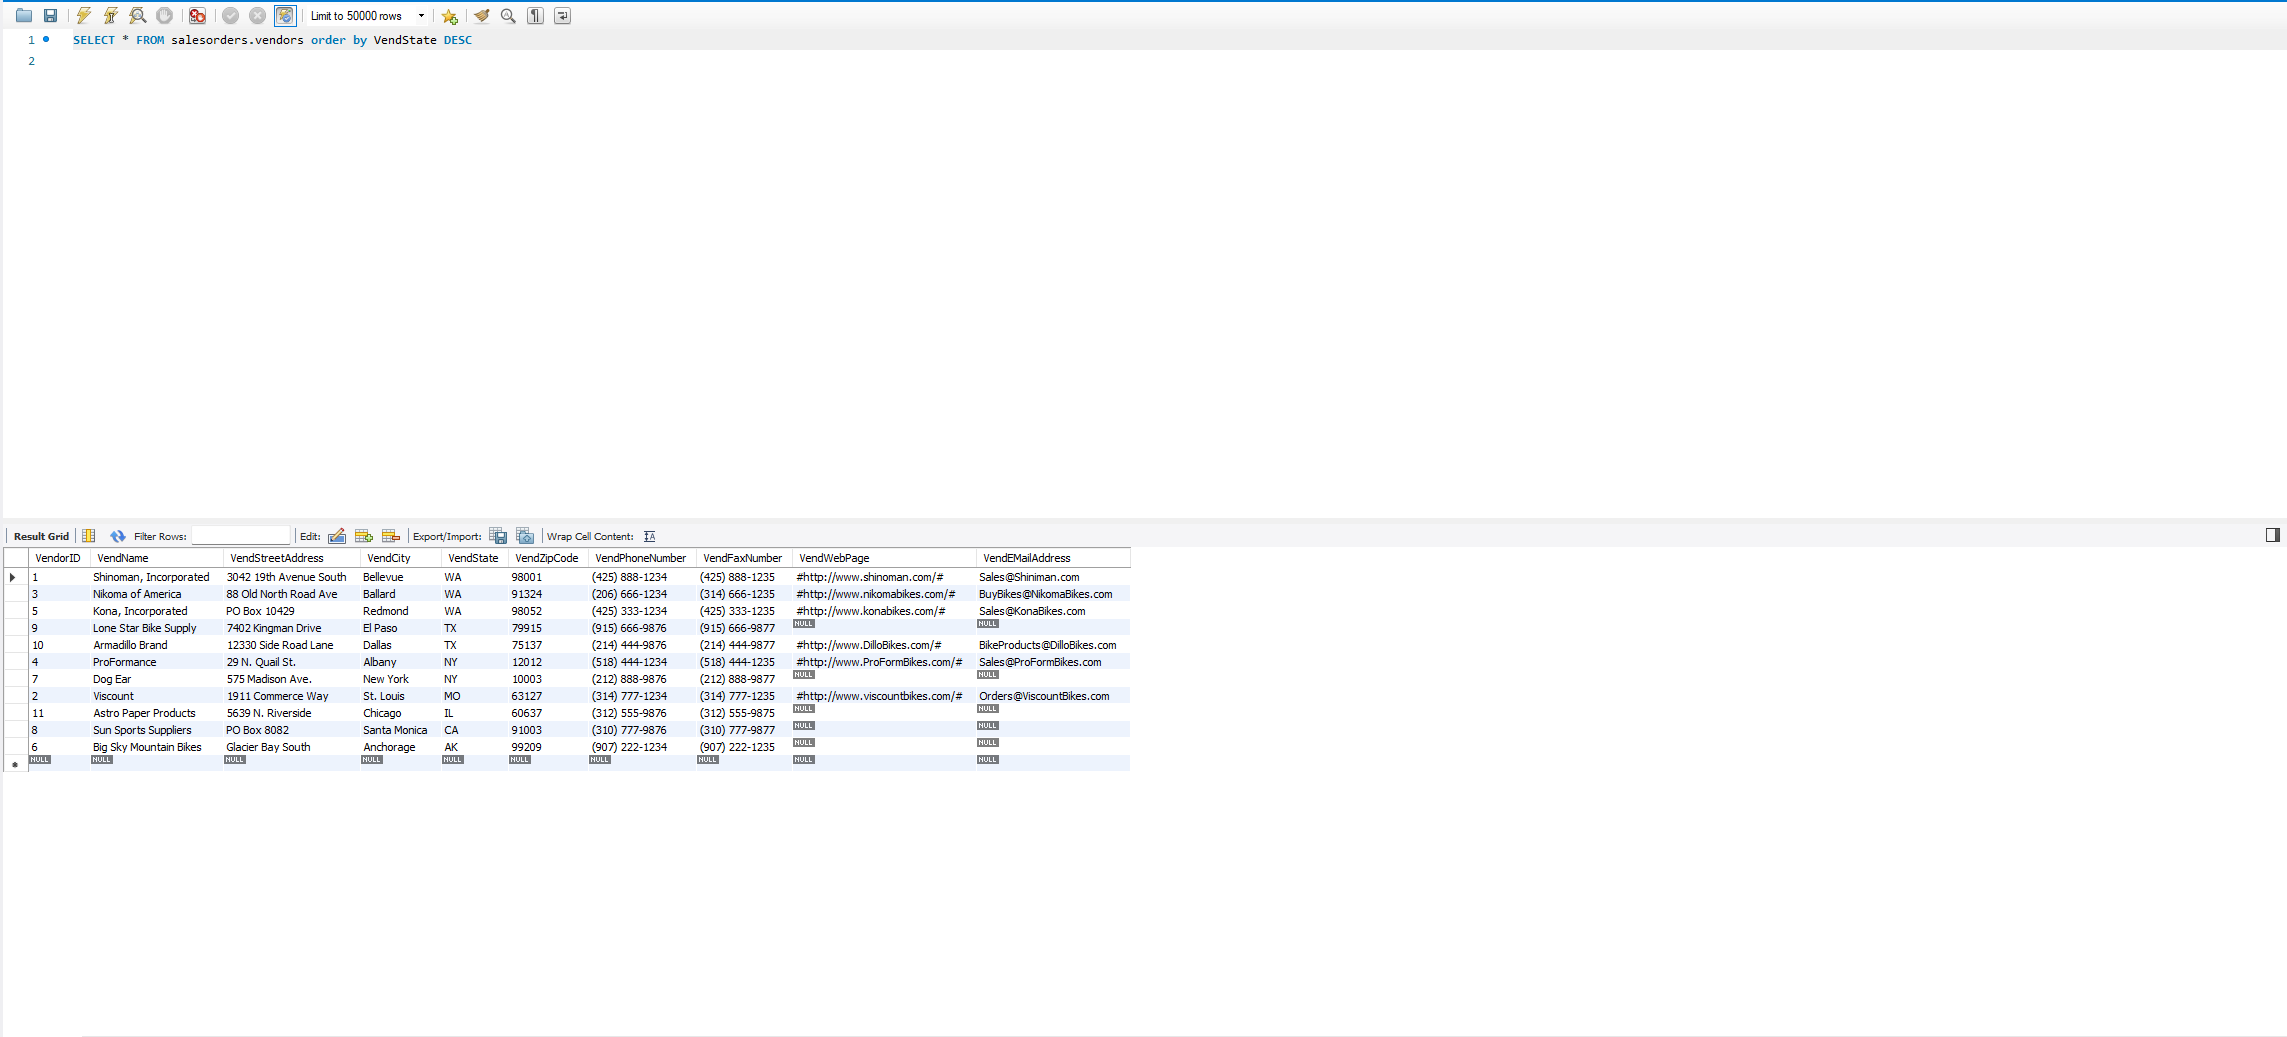 Limit to 50000 rows
1 SELECT * FROM salesorders.vendors order by VendState DESC
2
Result Grid Filter Rows: Edit: Export/Import: Wrap Cell Content:
VendorID VendName VendStreetAddress VendCity VendState VendZipCode VendPhoneNumber VendFaxNumber VendWebPage VendEMailAddress
1 Shinoman, Incorporated 3042 19th Avenue South Bellevue WA 98001 (425) 888-1234 (425) 888-1235 #http://www.shinoman.com/# Sales@Shiniman.com
3 Nikoma of America 88 Old North Road Ave Ballard WA 91324 (206) 666-1234 (314) 666-1235 #http://www.nikomabikes.com/# BuyBikes@NikomaBikes.com
5 Kona, Incorporated PO Box 10429 Redmond WA 98052 (425) 333-1234 (425) 333-1235 #http://www.konabikes.com/# Sales@KonaBikes.com
9 Lone Star Bike Supply 7402 Kingman Drive El Paso TX 79915 (915) 666-9876 (915) 666-9877 NULL NULL
10 Armadillo Brand 12330 Side Road Lane Dallas TX 75137 (214) 444-9876 (214) 444-9877 #http://www.DilloBikes.com/# BikeProducts@DilloBikes.com
4 ProFormance 29 N. Quail St. Albany NY 12012 (518) 444-1234 (518) 444-1235 #http://www.ProFormBikes.com/# Sales@ProFormBikes.com
7 Dog Ear 575 Madison Ave. New York NY 10003 (212) 888-9876 (212) 888-9877 NULL NULL
2 Viscount 1911 Commerce Way St. Louis MO 63127 (314) 777-1234 (314) 777-1235 #http://www.viscountbikes.com/# Orders@ViscountBikes.com
11 Astro Paper Products 5639 N. Riverside Chicago IL 60637 (312) 555-9876 (312) 555-9875 NULL NULL
8 Sun Sports Suppliers PO Box 8082 Santa Monica CA 91003 (310) 777-9876 (310) 777-9877 NULL NULL
6 Big Sky Mountain Bikes Glacier Bay South Anchorage AK 99209 (907) 222-1234 (907) 222-1235 NULL NULL
NULL NULL NULL NULL NULL NULL NULL NULL NULL NULL